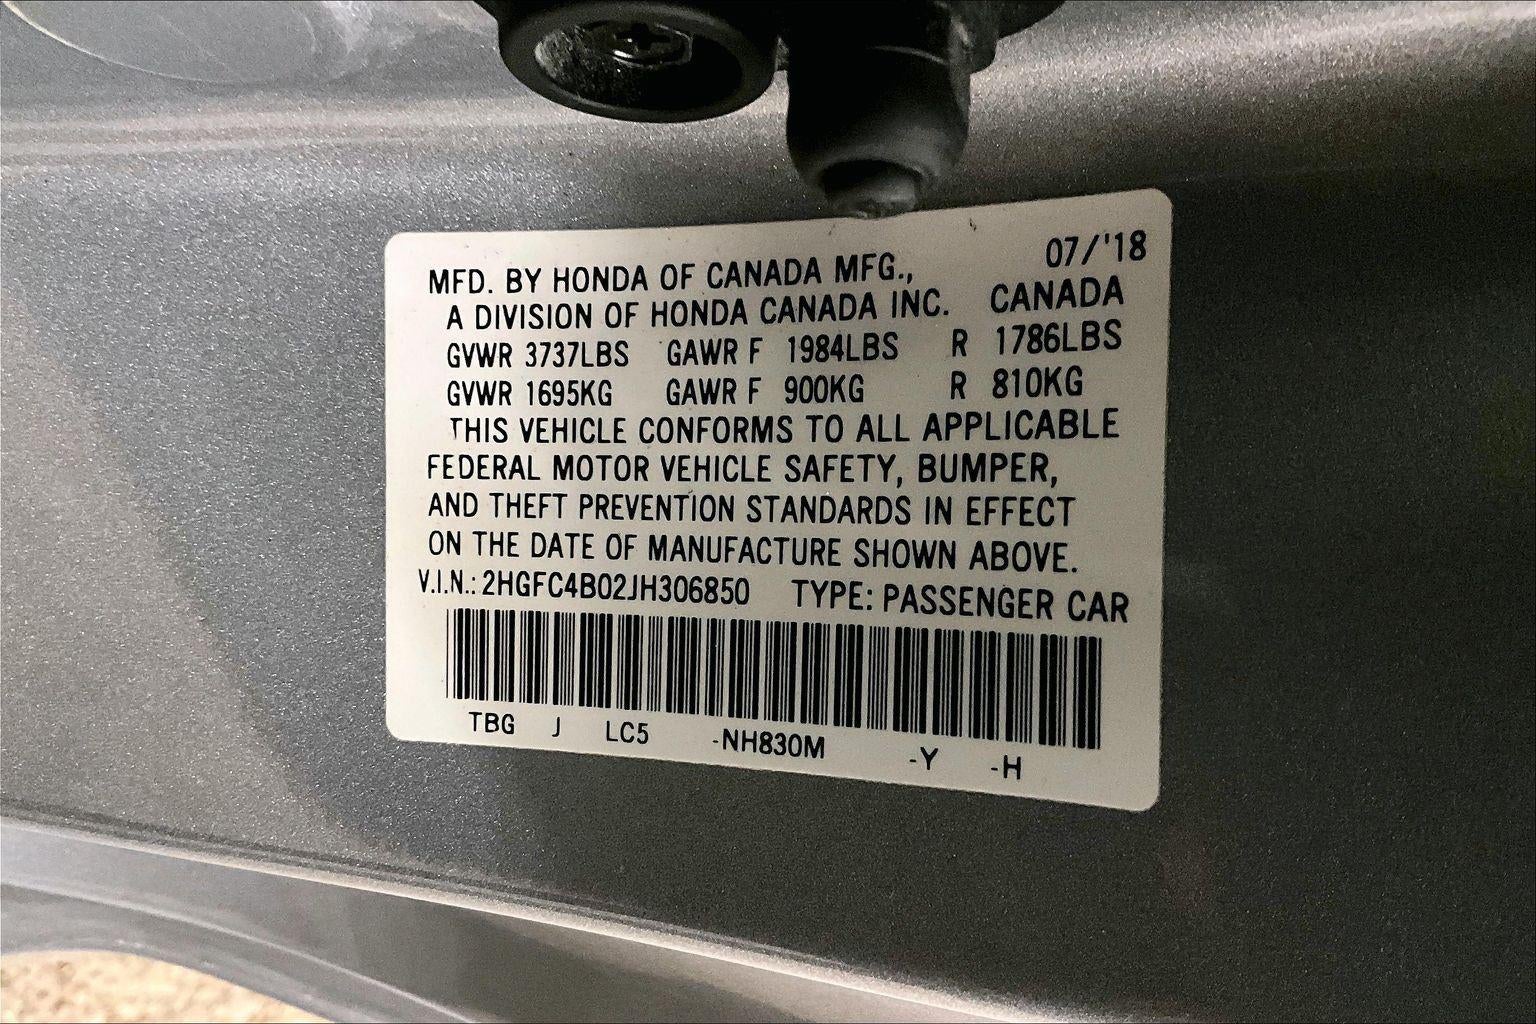 07/'18
MFD. BY HONDA OF CANADA MFG.,
A DIVISION OF HONDA CANADA INC. CANADA
GVWR 3737LBS GAWR F 1984LBS R 1786LBS
GVWR 1695KG GAWR F 900KG R 810KG
THIS VEHICLE CONFORMS TO ALL APPLICABLE
FEDERAL MOTOR VEHICLE SAFETY, BUMPER,
AND THEFT PREVENTION STANDARDS IN EFFECT
ON THE DATE OF MANUFACTURE SHOWN ABOVE.
V.I.N.: 2HGFC4B02JH306850 TYPE: PASSENGER CAR
TBG J LC5 -NH830M -Y -H